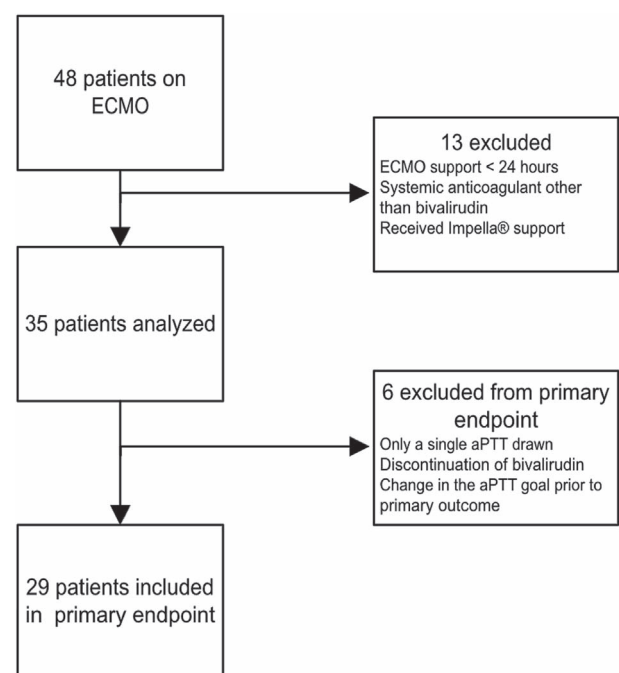 48 patients on
ECMO
13 excluded
ECMO support < 24 hours
Systemic anticoagulant other
than bivalirudin
Received Impella® support
35 patients analyzed
6 excluded from primary
endpoint
Only a single aPTT drawn
Discontinuation of bivalirudin
Change in the aPTT goal prior to
primary outcome
29 patients included
in primary endpoint